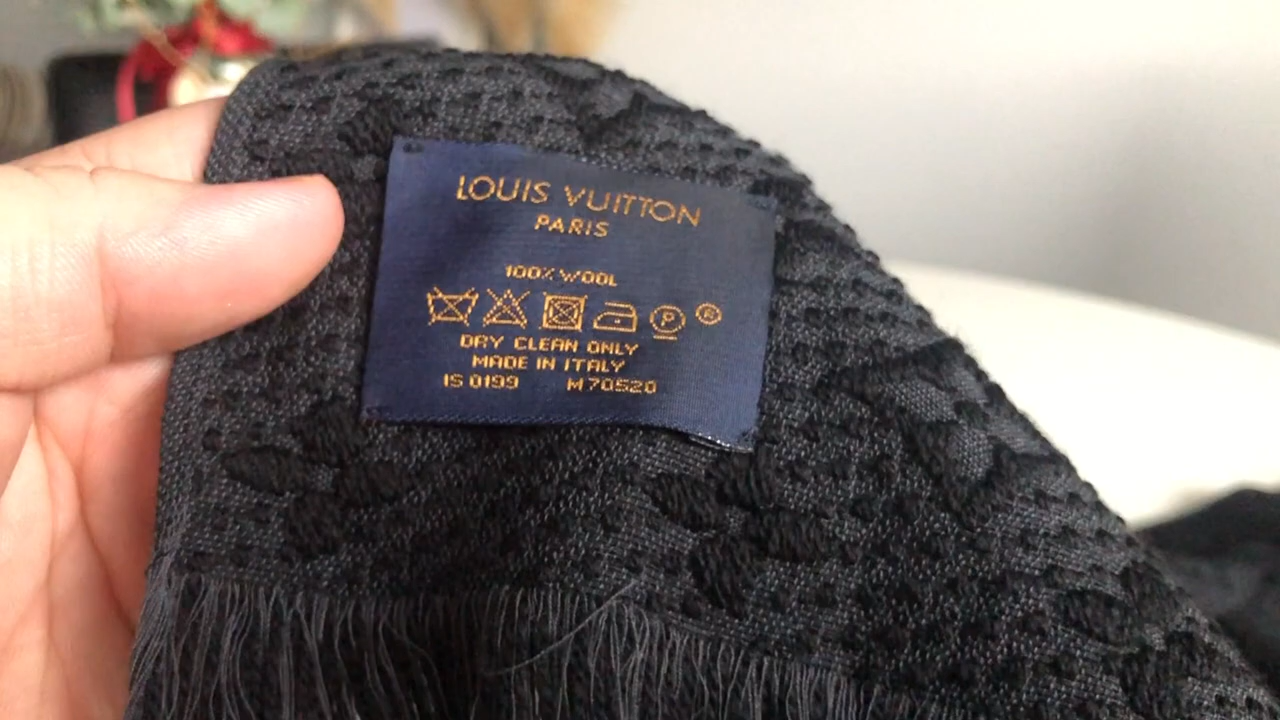 LOUIS VUITTON
PARIS
100% WOOL
P ®
DRY CLEAN ONLY
MADE IN ITALY
IS 0199 M70520